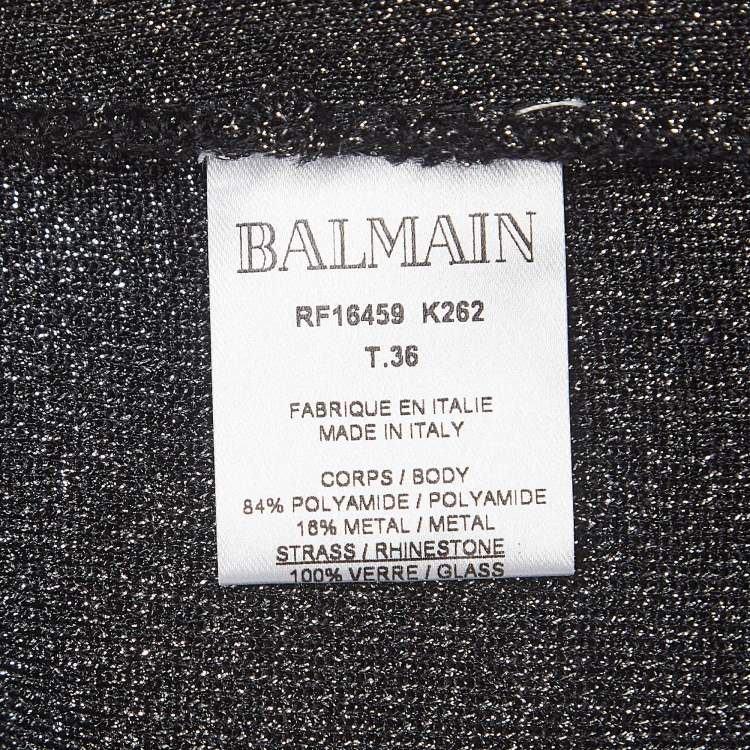 BALMAIN
RF16459 K262
T.36
FABRIQUE EN ITALIE
MADE IN ITALY
CORPS / BODY
84% POLYAMIDE / POLYAMIDE
16% METAL / METAL
STRASS / RHINESTONE
100% VERRE / GLASS